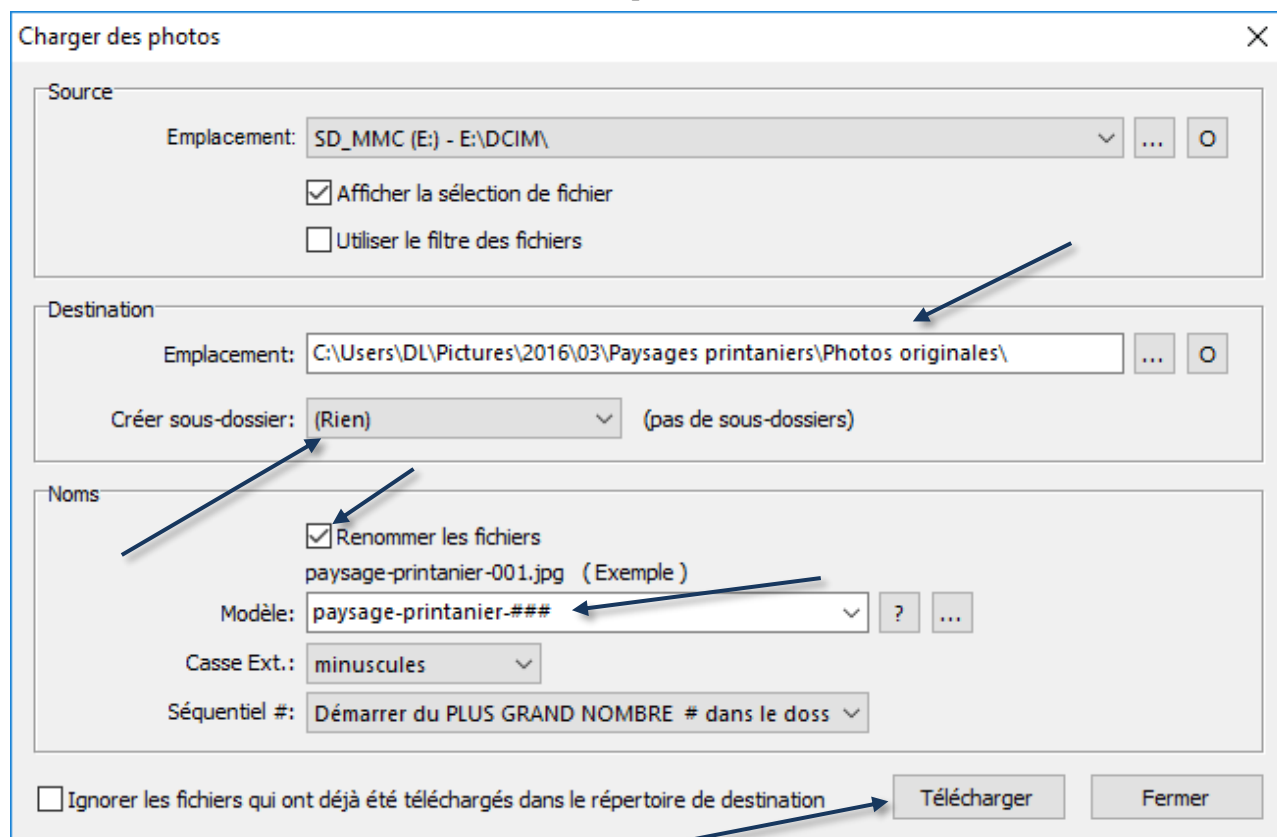 Charger des photos
Source
Emplacement: SD_MMC (E:) - E:\DCIM\ ... O
Afficher la sélection de fichier
Utiliser le filtre des fichiers
Destination
Emplacement: C:\Users\DL\Pictures\2016\03\Paysages printaniers\Photos originales\ ... O
Créer sous-dossier: (Rien) (pas de sous-dossiers)
Noms
Renommer les fichiers
paysage-printanier-001.jpg ( Exemple )
Modèle: paysage-printanier-### ? ...
Casse Ext.: minuscules
Séquentiel #: Démarrer du PLUS GRAND NOMBRE # dans le doss
Ignorer les fichiers qui ont déjà été téléchargés dans le répertoire de destination Télécharger Fermer